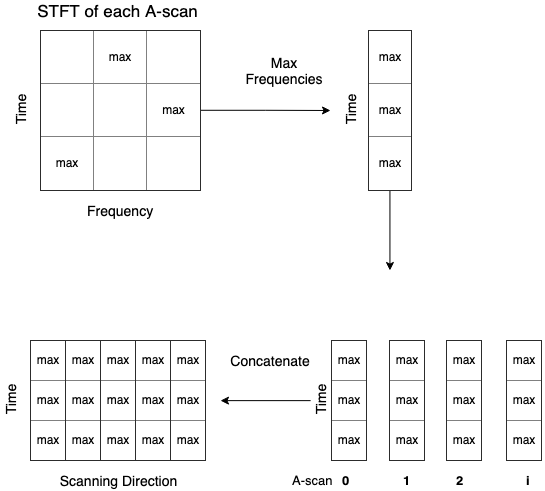 STFT of each A-scan
max
Max
Frequencies
max
Time
max
Time
max
max
max
Frequency
max max max max max
Concatenate
max max max max
Time
max max max max max
Time
max max max max
max max max max max
max max max max
Scanning Direction
A-scan 0 1 2 i